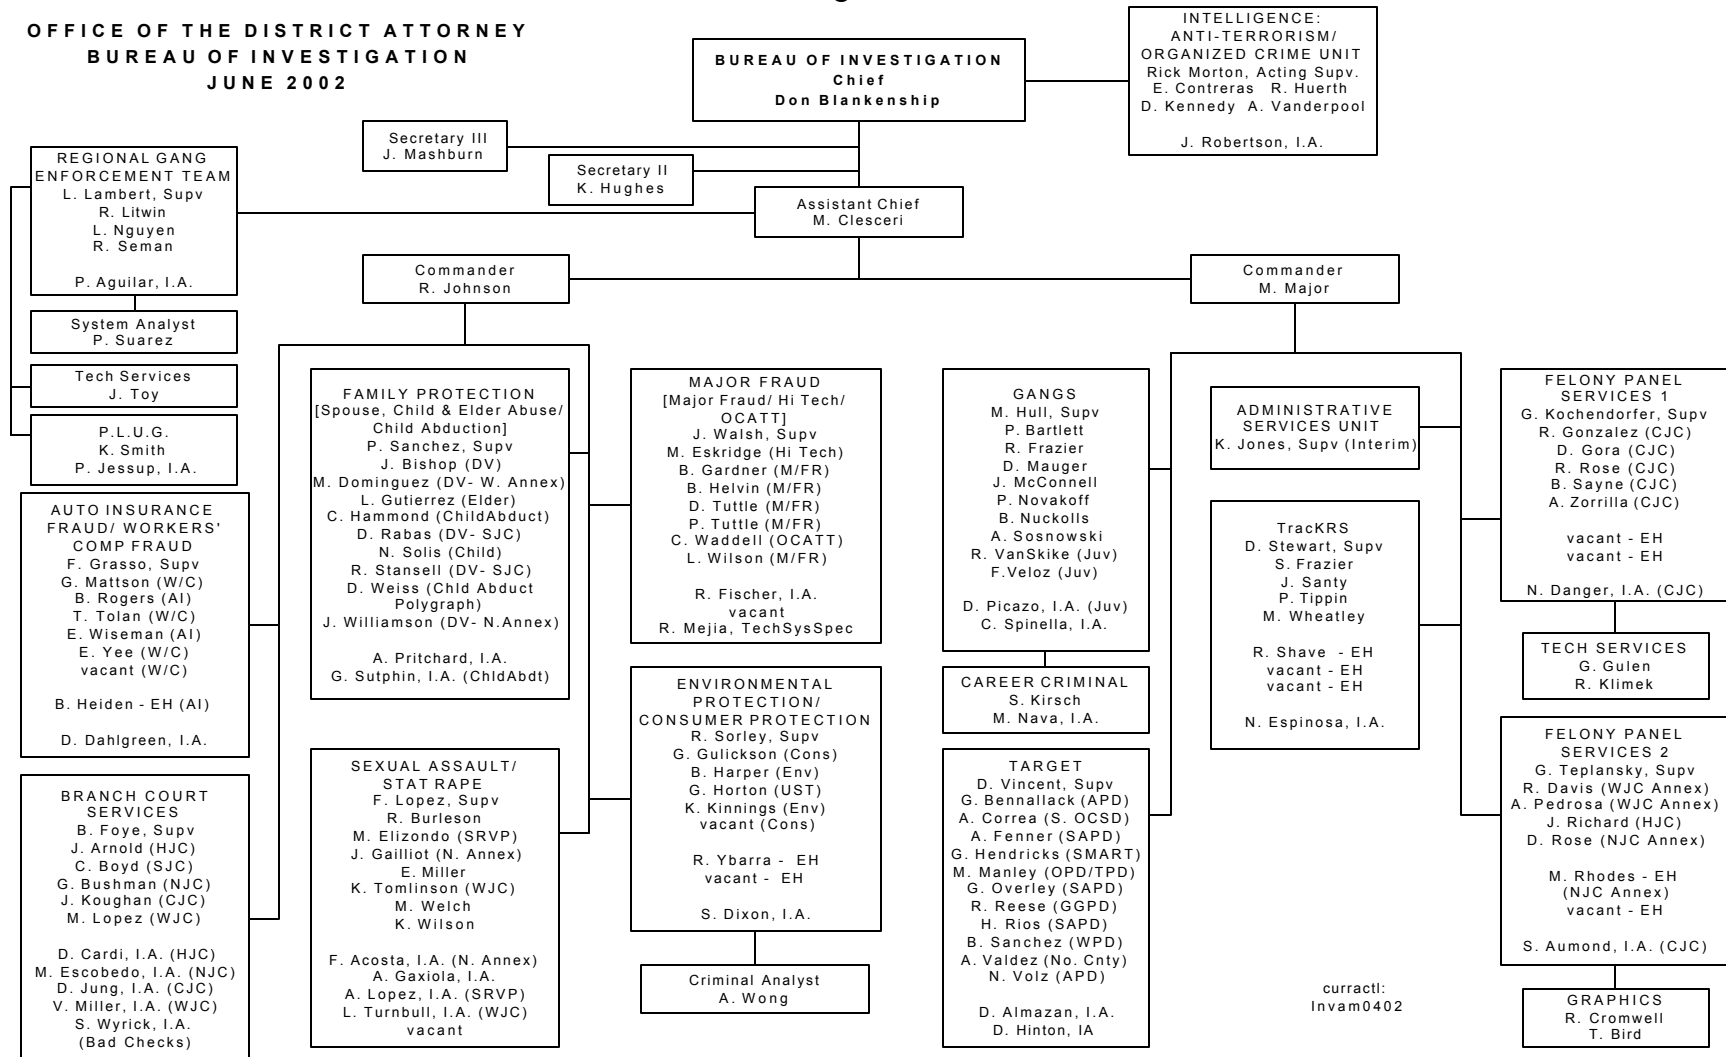 OFFICE OF THE DISTRICT ATTORNEY
BUREAU OF INVESTIGATION
JUNE 2002
BUREAU OF INVESTIGATION
Chief
Don Blankenship
INTELLIGENCE:
ANTI-TERRORISM/
ORGANIZED CRIME UNIT
Rick Morton, Acting Supv.
E. Contreras R. Huerth
D. Kennedy A. Vanderpool
J. Robertson, I.A.
Secretary III
J. Mashburn
Secretary II
K. Hughes
Assistant Chief
M. Clesceri
REGIONAL GANG
ENFORCEMENT TEAM
L. Lambert, Supv
R. Litwin
L. Nguyen
R. Seman
P. Aguilar, I.A.
System Analyst
P. Suarez
Tech Services
J. Toy
P.L.U.G.
K. Smith
P. Jessup, I.A.
Commander
R. Johnson
Commander
M. Major
AUTO INSURANCE
FRAUD/ WORKERS'
COMP FRAUD
F. Grasso, Supv
G. Mattson (W/C)
B. Rogers (AI)
T. Tolan (W/C)
E. Wiseman (AI)
E. Yee (W/C)
vacant (W/C)
B. Heiden - EH (AI)
D. Dahlgreen, I.A.
BRANCH COURT
SERVICES
B. Foye, Supv
J. Arnold (HJC)
C. Boyd (SJC)
G. Bushman (NJC)
J. Koughan (CJC)
M. Lopez (WJC)
D. Cardi, I.A. (HJC)
M. Escobedo, I.A. (NJC)
D. Jung, I.A. (CJC)
V. Miller, I.A. (WJC)
S. Wyrick, I.A.
(Bad Checks)
FAMILY PROTECTION
[Spouse, Child & Elder Abuse/
Child Abduction]
P. Sanchez, Supv
J. Bishop (DV)
M. Dominguez (DV- W. Annex)
L. Gutierrez (Elder)
C. Hammond (ChildAbduct)
D. Rabas (DV- SJC)
N. Solis (Child)
R. Stansell (DV- SJC)
D. Weiss (Chld Abduct
Polygraph)
J. Williamson (DV- N.Annex)
A. Pritchard, I.A.
G. Sutphin, I.A. (ChldAbdt)
SEXUAL ASSAULT/
STAT RAPE
F. Lopez, Supv
R. Burleson
M. Elizondo (SRVP)
J. Gailliot (N. Annex)
E. Miller
K. Tomlinson (WJC)
M. Welch
K. Wilson
F. Acosta, I.A. (N. Annex)
A. Gaxiola, I.A.
A. Lopez, I.A. (SRVP)
L. Turnbull, I.A. (WJC)
vacant
MAJOR FRAUD
[Major Fraud/ Hi Tech/
OCATT]
J. Walsh, Supv
M. Eskridge (Hi Tech)
B. Gardner (M/FR)
B. Helvin (M/FR)
D. Tuttle (M/FR)
P. Tuttle (M/FR)
C. Waddell (OCATT)
L. Wilson (M/FR)
R. Fischer, I.A.
vacant
R. Mejia, TechSysSpec
ENVIRONMENTAL
PROTECTION/
CONSUMER PROTECTION
R. Sorley, Supv
G. Gulickson (Cons)
B. Harper (Env)
G. Horton (UST)
K. Kinnings (Env)
vacant (Cons)
R. Ybarra - EH
vacant - EH
S. Dixon, I.A.
Criminal Analyst
A. Wong
GANGS
M. Hull, Supv
P. Bartlett
R. Frazier
D. Mauger
J. McConnell
P. Novakoff
B. Nuckolls
A. Sosnowski
R. VanSkike (Juv)
F.Veloz (Juv)
D. Picazo, I.A. (Juv)
C. Spinella, I.A.
CAREER CRIMINAL
S. Kirsch
M. Nava, I.A.
TARGET
D. Vincent, Supv
G. Bennallack (APD)
A. Correa (S. OCSD)
A. Fenner (SAPD)
G. Hendricks (SMART)
M. Manley (OPD/TPD)
G. Overley (SAPD)
R. Reese (GGPD)
H. Rios (SAPD)
B. Sanchez (WPD)
A. Valdez (No. Cnty)
N. Volz (APD)
D. Almazan, I.A.
D. Hinton, IA
ADMINISTRATIVE
SERVICES UNIT
K. Jones, Supv (Interim)
TracKRS
D. Stewart, Supv
S. Frazier
J. Santy
P. Tippin
M. Wheatley
R. Shave - EH
vacant - EH
vacant - EH
N. Espinosa, I.A.
FELONY PANEL
SERVICES 1
G. Kochendorfer, Supv
R. Gonzalez (CJC)
D. Gora (CJC)
R. Rose (CJC)
B. Sayne (CJC)
A. Zorrilla (CJC)
vacant - EH
vacant - EH
N. Danger, I.A. (CJC)
TECH SERVICES
G. Gulen
R. Klimek
FELONY PANEL
SERVICES 2
G. Teplansky, Supv
R. Davis (WJC Annex)
A. Pedrosa (WJC Annex)
J. Richard (HJC)
D. Rose (NJC Annex)
M. Rhodes - EH
(NJC Annex)
vacant - EH
S. Aumond, I.A. (CJC)
GRAPHICS
R. Cromwell
T. Bird
curractl:
Invam0402